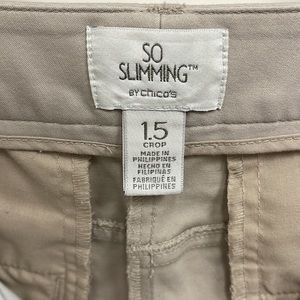 SO
SLIMMING™
BY chico's
1.5
CROP
MADE IN
PHILIPPINES
HECHO EN
FILIPINAS
FABRIQUÉ EN
PHILIPPINES